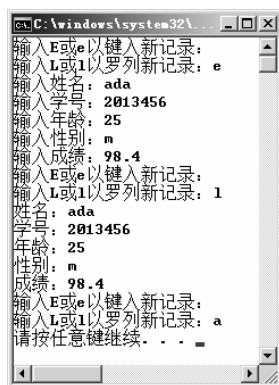 C:\windows\system32\...
输入E或e以键入新记录：
输入L或l以罗列新记录：e
输入姓名：ada
输入学号：2013456
输入年龄：25
输入性别：m
输入成绩：98.4
输入E或e以键入新记录：
输入L或l以罗列新记录：l
姓名：ada
学号：2013456
年龄：25
性别：m
成绩：98.4
输入E或e以键入新记录：
输入L或l以罗列新记录：a
请按任意键继续. . .